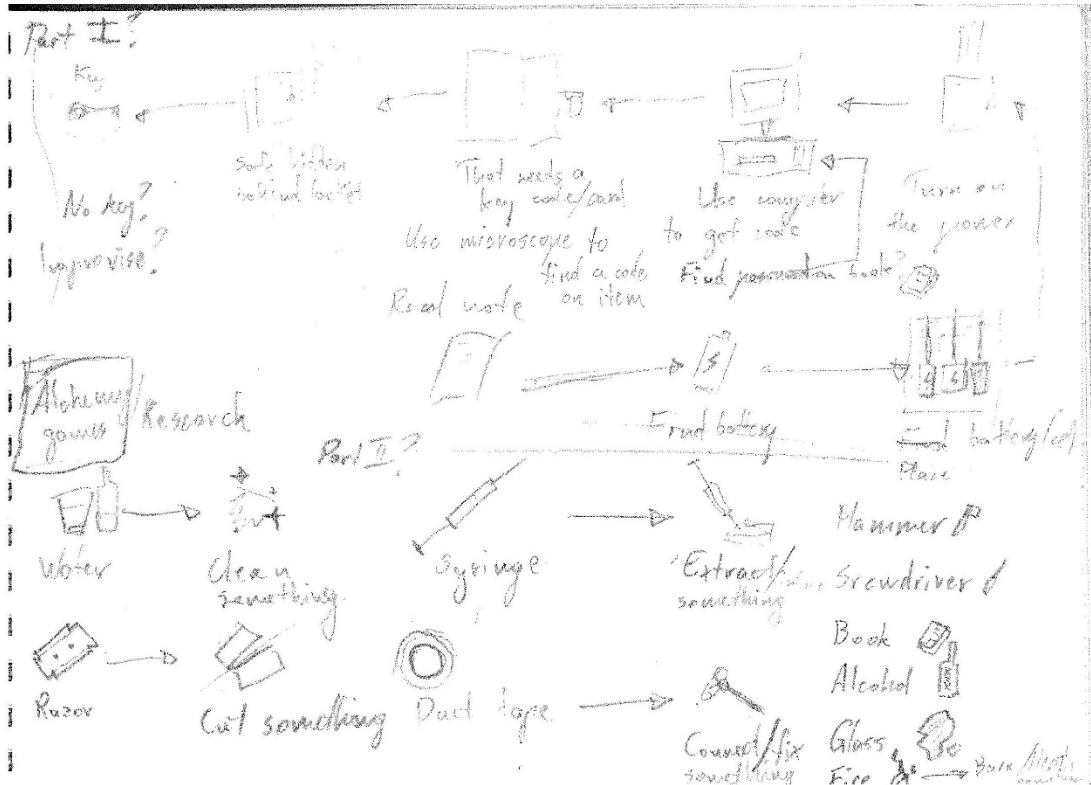 Part I?
Key
No key?
Improvise?
Safe hidden
behind locket
That needs a
key code/card
Use microscope to
find a code
on item
Use computer
to get code
Find password on book?
Turn on
the power
Read note
Find battery
Find battery/cell
Place
Alchemy
games/Research
Part II?
Water
Clean
something
Syringe
Extract/
something
Hammer
Screwdriver
Book
Alcohol
Glass
Fire
Burn
Razor
Cut something
Duct tape
Connect/fix
something